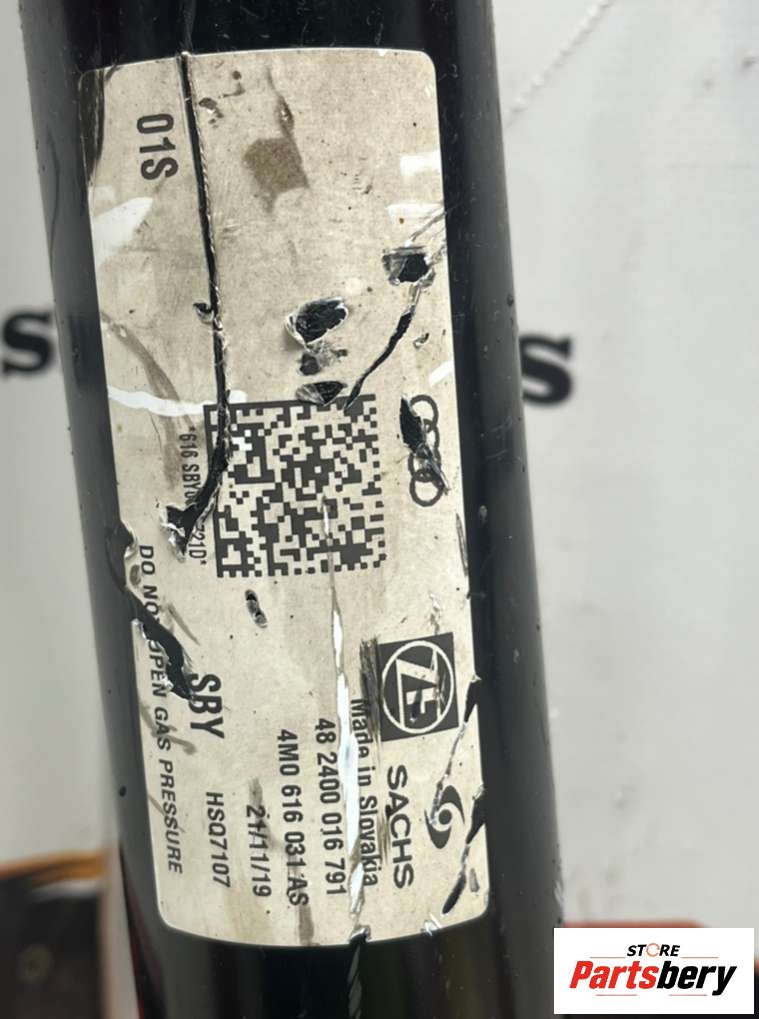 01S
ZF
SACHS
Made in Slovakia
48 2400 016 791
4M0 616 031 AS
21/11/19
HSQ7107
SBY
DO NOT OPEN GAS PRESSURE
S
S
STORE
Partsbery